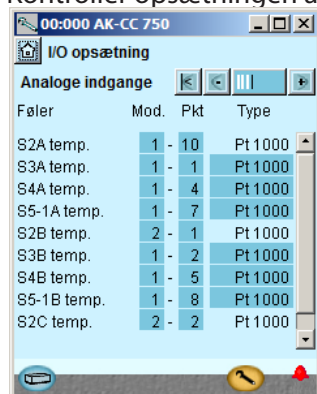 Kontroller opsætningen a
00:000 AK-CC 750
I/O opsætning
Analoge indgange
Føler Mod. - Pkt Type
S2A temp. 1 - 10 Pt 1000
S3A temp. 1 - 1 Pt 1000
S4A temp. 1 - 4 Pt 1000
S5-1A temp. 1 - 7 Pt 1000
S2B temp. 2 - 1 Pt 1000
S3B temp. 1 - 2 Pt 1000
S4B temp. 1 - 5 Pt 1000
S5-1B temp. 1 - 8 Pt 1000
S2C temp. 2 - 2 Pt 1000